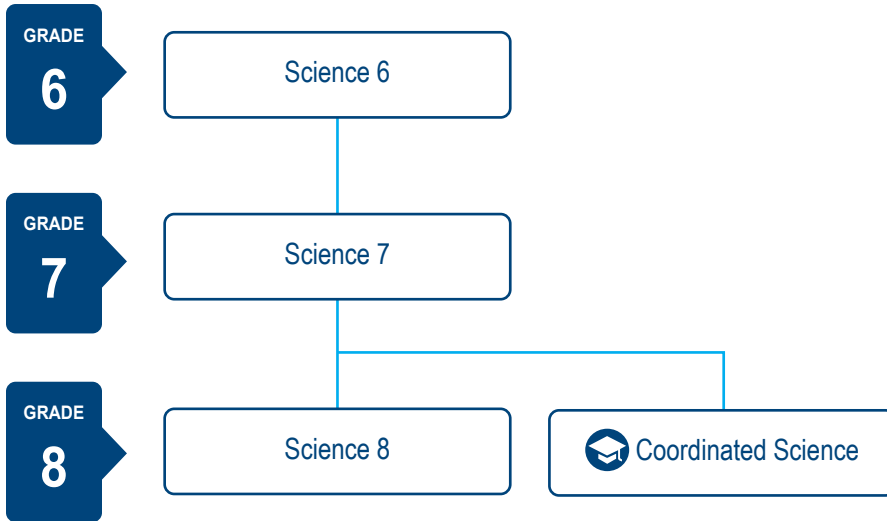 GRADE
6
Science 6
GRADE
7
Science 7
GRADE
8
Science 8
Coordinated Science